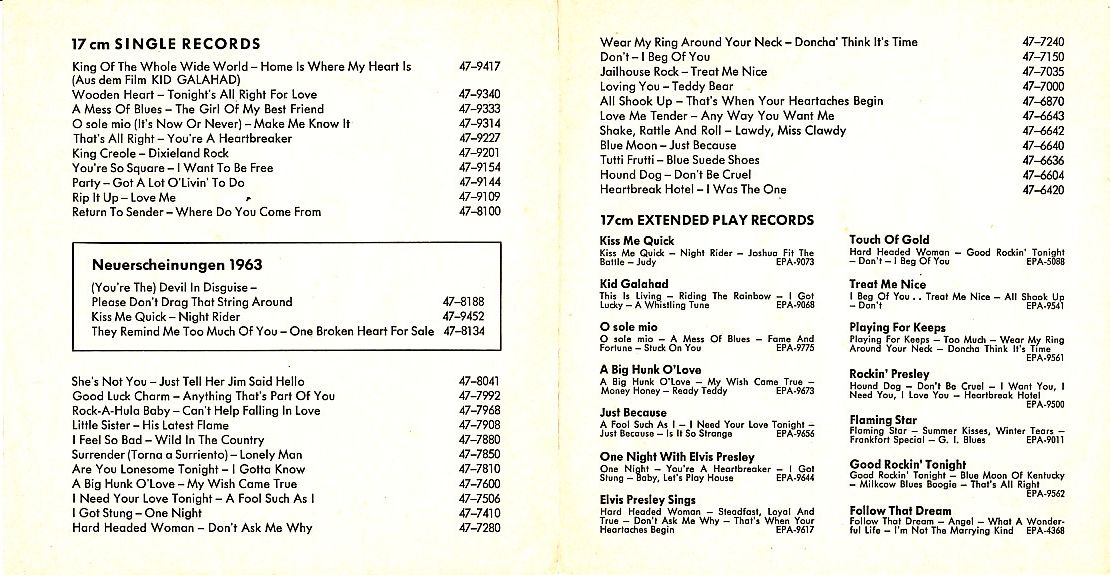 17 cm SINGLE RECORDS
King Of The Whole Wide World – Home Is Where My Heart Is 47–9417
(Aus dem Film KID GALAHAD)
Wooden Heart – Tonight's All Right For Love 47–9340
A Mess Of Blues – The Girl Of My Best Friend 47–9333
O sole mio (It's Now Or Never) – Make Me Know It 47–9314
That's All Right – You're A Heartbreaker 47–9227
King Creole – Dixieland Rock 47–9201
You're So Square – I Want To Be Free 47–9154
Party – Got A Lot O'Livin' To Do 47–9144
Rip It Up – Love Me 47–9109
Return To Sender – Where Do You Come From 47–8100
Neuerscheinungen 1963
(You're The) Devil In Disguise –
Please Don't Drag That String Around 47–8188
Kiss Me Quick – Night Rider 47–9452
They Remind Me Too Much Of You – One Broken Heart For Sale 47–8134
She's Not You – Just Tell Her Jim Said Hello 47–8041
Good Luck Charm – Anything That's Part Of You 47–7992
Rock-A-Hula Baby – Can't Help Falling In Love 47–7968
Little Sister – His Latest Flame 47–7908
I Feel So Bad – Wild In The Country 47–7880
Surrender (Torna a Surriento) – Lonely Man 47–7850
Are You Lonesome Tonight – I Gotta Know 47–7810
A Big Hunk O'Love – My Wish Came True 47–7600
I Need Your Love Tonight – A Fool Such As I 47–7506
I Got Stung – One Night 47–7410
Hard Headed Woman – Don't Ask Me Why 47–7280
Wear My Ring Around Your Neck – Doncha' Think It's Time 47–7240
Don't – I Beg Of You 47–7150
Jailhouse Rock – Treat Me Nice 47–7035
Loving You – Teddy Bear 47–7000
All Shook Up – That's When Your Heartaches Begin 47–6870
Love Me Tender – Any Way You Want Me 47–6643
Shake, Rattle And Roll – Lawdy, Miss Clawdy 47–6642
Blue Moon – Just Because 47–6640
Tutti Frutti – Blue Suede Shoes 47–6636
Hound Dog – Don't Be Cruel 47–6604
Heartbreak Hotel – I Was The One 47–6420
17cm EXTENDED PLAY RECORDS
Kiss Me Quick
Kiss Me Quick – Night Rider – Joshua Fit The
Battle – Judy EPA-9073
Kid Galahad
This Is Living – Riding The Rainbow – I Got
Lucky – A Whistling Tune EPA-9068
O sole mio
O sole mio – A Mess Of Blues – Fame And
Fortune – Stuck On You EPA-9775
A Big Hunk O'Love
A Big Hunk O'Love – My Wish Came True –
Money Honey – Ready Teddy EPA-9673
Just Because
A Fool Such As I – I Need Your Love Tonight –
Just Because – Is It So Strange EPA-9656
One Night With Elvis Presley
One Night – You're A Heartbreaker – I Got
Stung – Baby, Let's Play House EPA-9644
Elvis Presley Sings
Hard Headed Woman – Steadfast, Loyal And
True – Don't Ask Me Why – That's When Your
Heartaches Begin EPA-9617
Touch Of Gold
Hard Headed Woman – Good Rockin' Tonight
– Don't – I Beg Of You EPA-5088
Treat Me Nice
I Beg Of You . . Treat Me Nice – All Shook Up
EPA-9541
Playing For Keeps
Playing For Keeps – Too Much – Wear My Ring
Around Your Neck – Doncha Think It's Time
EPA-9561
Rockin' Presley
Hound Dog – Don't Be Cruel – I Want You, I
Need You, I Love You – Heartbreak Hotel
EPA-9500
Flaming Star
Flaming Star – Summer Kisses, Winter Tears –
Frankfort Special – G. I. Blues EPA-9011
Good Rockin' Tonight
Good Rockin' Tonight – Blue Moon Of Kentucky
– Milkcow Blues Boogie – That's All Right
EPA-9562
Follow That Dream
Follow That Dream – Angel – What A Wonder-
ful Life – I'm Not The Marrying Kind EPA-4368